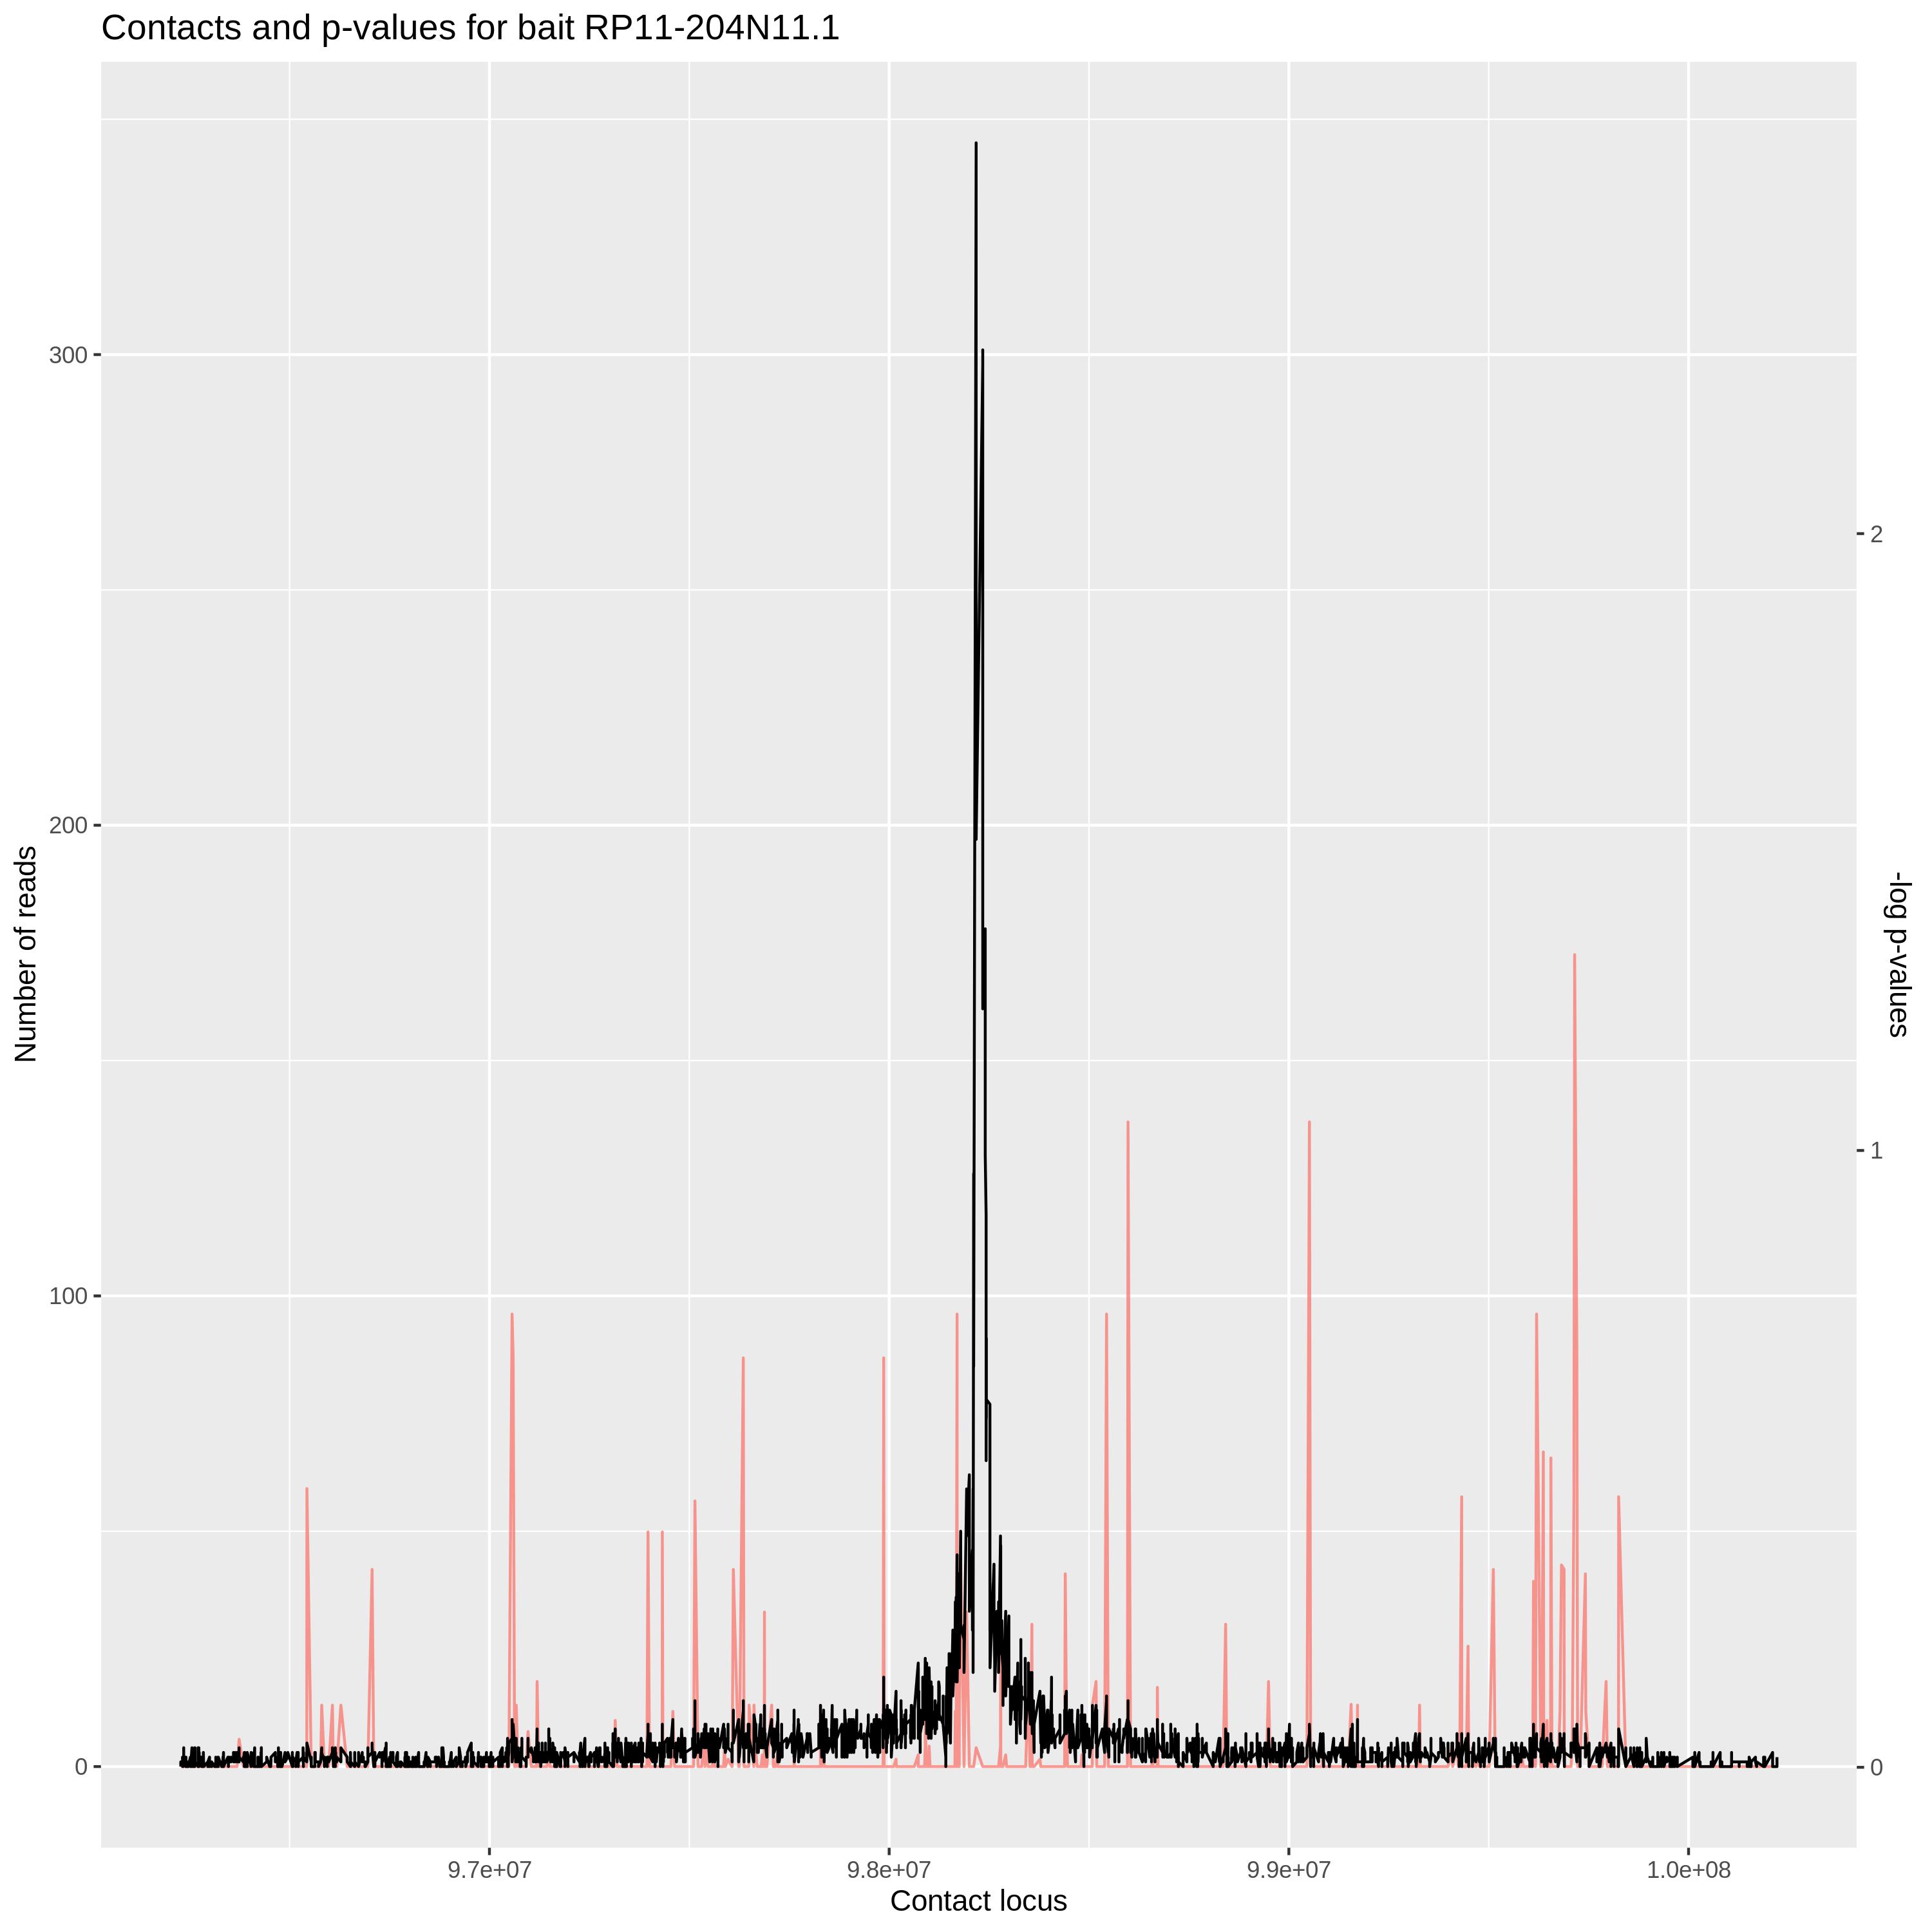 Contacts and p-values for bait RP11-204N11.1
300
200
100
0
Number of reads
2
1
0
-log p-values
9.7e+07
9.8e+07
9.9e+07
1.0e+08
Contact locus